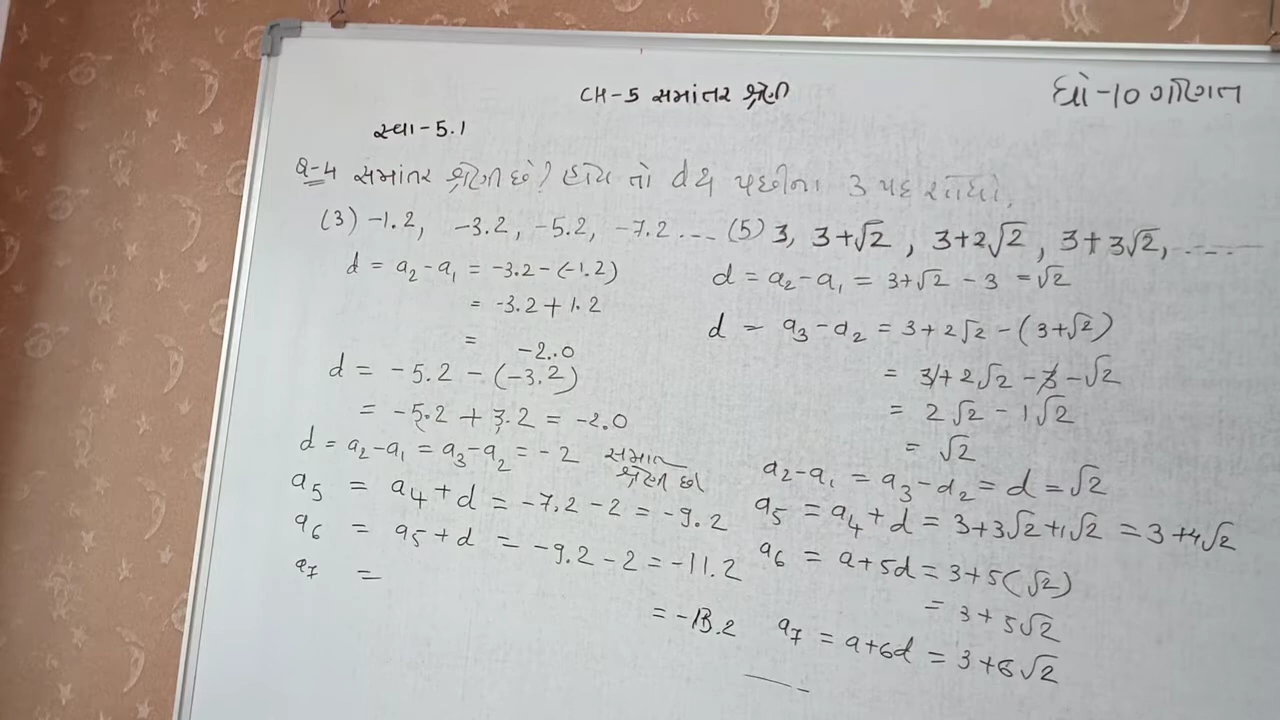 CH-5 સમાંતર શ્રેણી
ધો-10 ગણિત
સ્વા-5.1
Q-4 સમાંતર શ્રેણી છે? હોય તો d અને પછીના 3 પદ શોધો.
(3) -1.2, -3.2, -5.2, -7.2 ....
d = a₂-a₁ = -3.2-(-1.2)
= -3.2+1.2
= -2.0
d = -5.2 - (-3.2)
= -5.2 + 3.2 = -2.0
d = a₂-a₁ = a₃-a₂ = -2 સમાંતર
શ્રેણી છે
a₅ = a₄+d = -7.2-2 = -9.2
a₆ = a₅+d = -9.2-2 = -11.2
a₇ =
= -13.2
(5) 3, 3+√2, 3+2√2, 3+3√2, ......
d = a₂-a₁ = 3+√2 - 3 = √2
d = a₃-a₂ = 3+2√2-(3+√2)
= 3+2√2-3-√2
= 2√2-1√2
= √2
a₂-a₁ = a₃-a₂ = d = √2
a₅ = a₄+d = 3+3√2+1√2 = 3+4√2
a₆ = a+5d = 3+5(√2)
= 3+5√2
a₇ = a+6d = 3+6√2